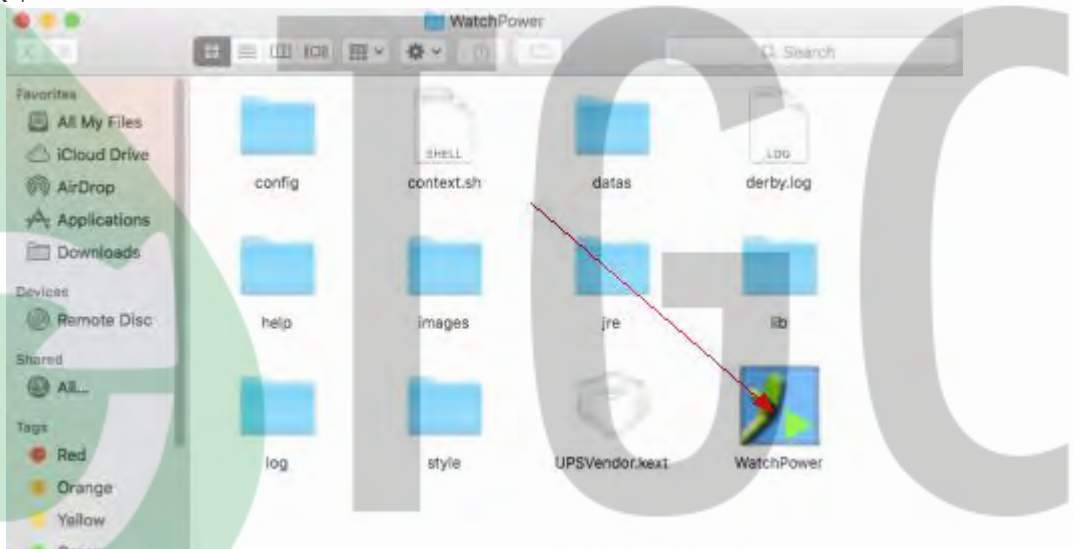 WatchPower
Search
Favorites
All My Files
iCloud Drive
AirDrop
Applications
Downloads
Devices
Remote Disc
Shared
All...
Tags
Red
Orange
Yellow
SHELL
LOG
config
context.sh
datas
derby.log
help
images
jre
lib
log
style
UPSVendor.kext
WatchPower
TGC